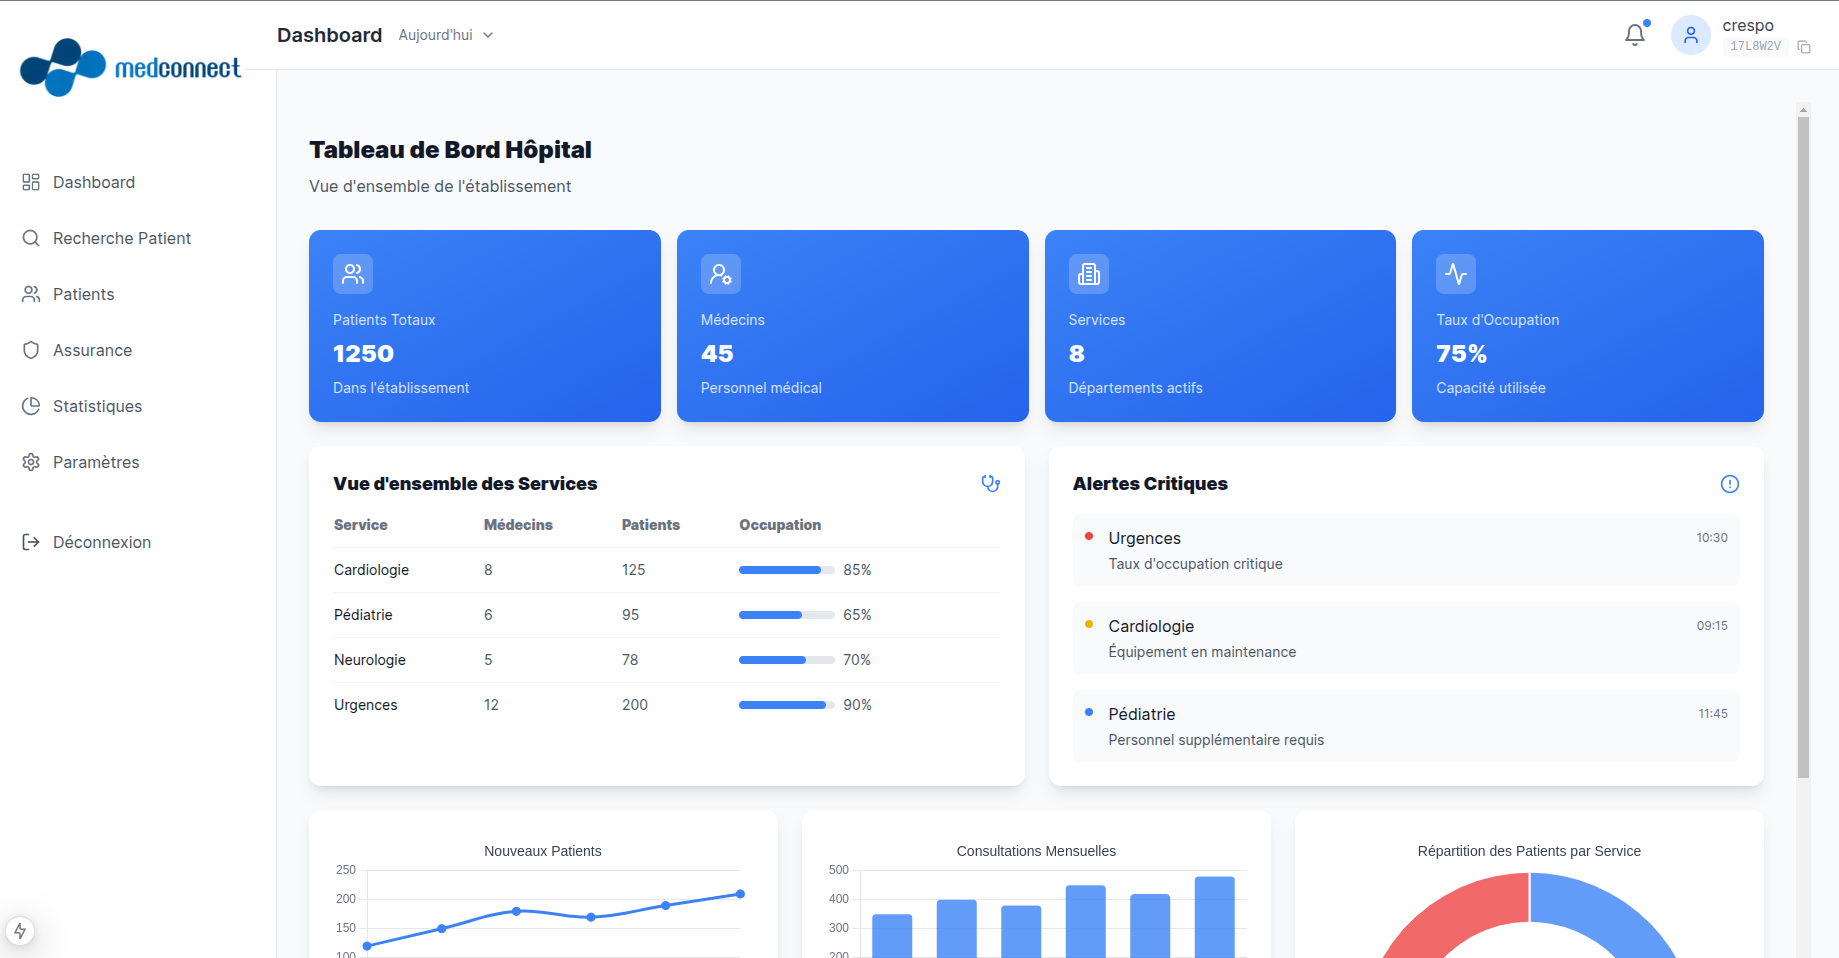 medconnect
Dashboard Aujourd'hui
crespo
17L8W2V
Dashboard
Recherche Patient
Patients
Assurance
Statistiques
Paramètres
Déconnexion
Tableau de Bord Hôpital
Vue d'ensemble de l'établissement
Patients Totaux
1250
Dans l'établissement
Médecins
45
Personnel médical
Services
8
Départements actifs
Taux d'Occupation
75%
Capacité utilisée
Vue d'ensemble des Services
Service Médecins Patients Occupation
Cardiologie 8 125 85%
Pédiatrie 6 95 65%
Neurologie 5 78 70%
Urgences 12 200 90%
Alertes Critiques
Urgences 10:30
Taux d'occupation critique
Cardiologie 09:15
Équipement en maintenance
Pédiatrie 11:45
Personnel supplémentaire requis
Nouveaux Patients
250
200
150
100
Consultations Mensuelles
500
400
300
200
Répartition des Patients par Service